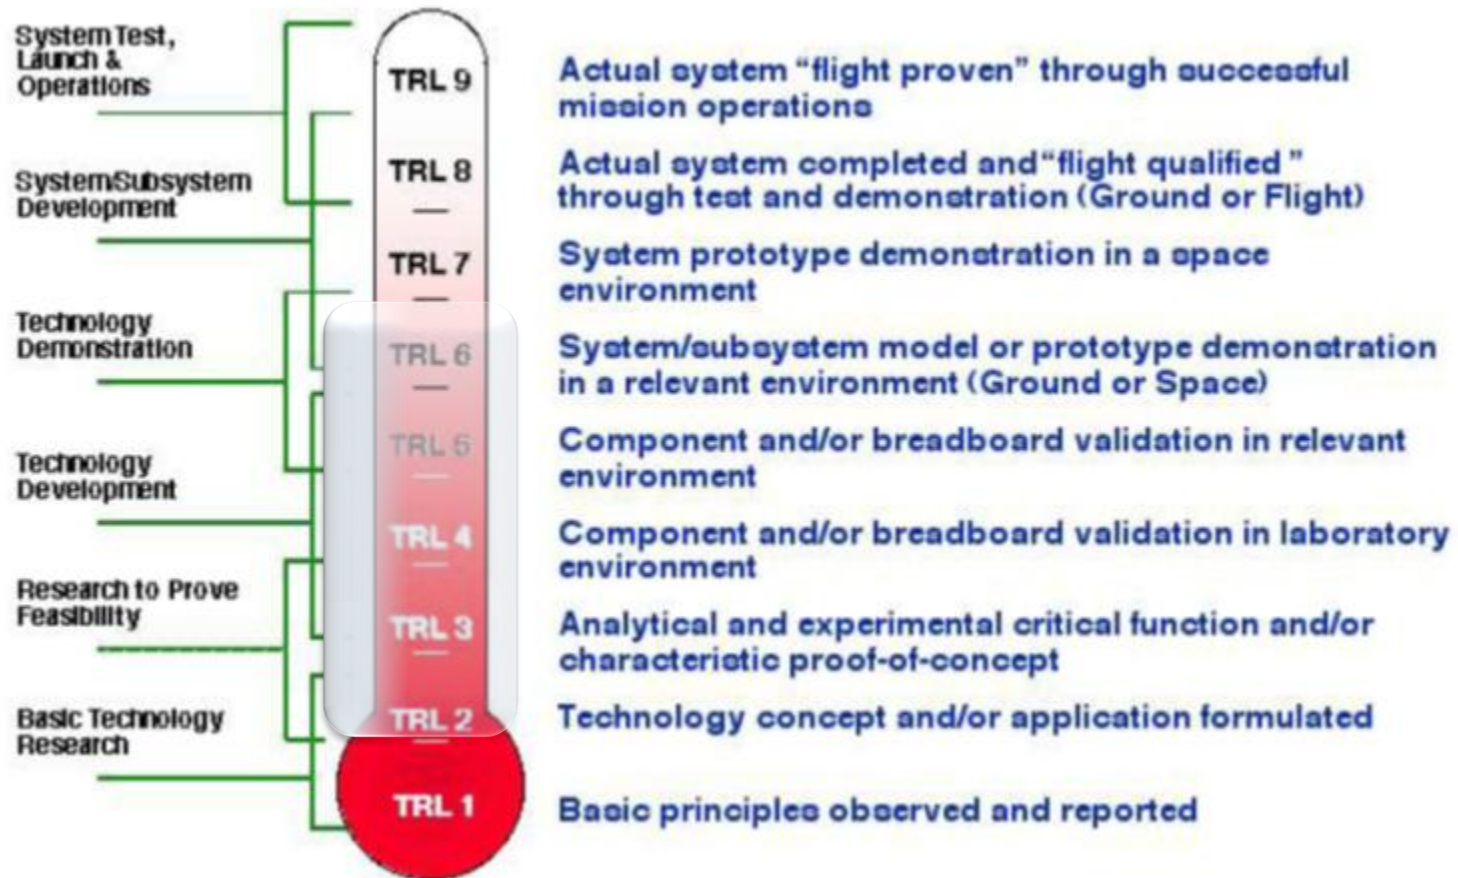 System Test,
Launch &
Operations
System/Subsystem
Development
Technology
Demonstration
Technology
Development
Research to Prove
Feasibility
Basic Technology
Research
TRL 9
TRL 8
TRL 7
TRL 6
TRL 5
TRL 4
TRL 3
TRL 2
TRL 1
Actual system “flight proven” through successful
mission operations
Actual system completed and “flight qualified ”
through test and demonstration (Ground or Flight)
System prototype demonstration in a space
environment
System/subsystem model or prototype demonstration
in a relevant environment (Ground or Space)
Component and/or breadboard validation in relevant
environment
Component and/or breadboard validation in laboratory
environment
Analytical and experimental critical function and/or
characteristic proof-of-concept
Technology concept and/or application formulated
Basic principles observed and reported